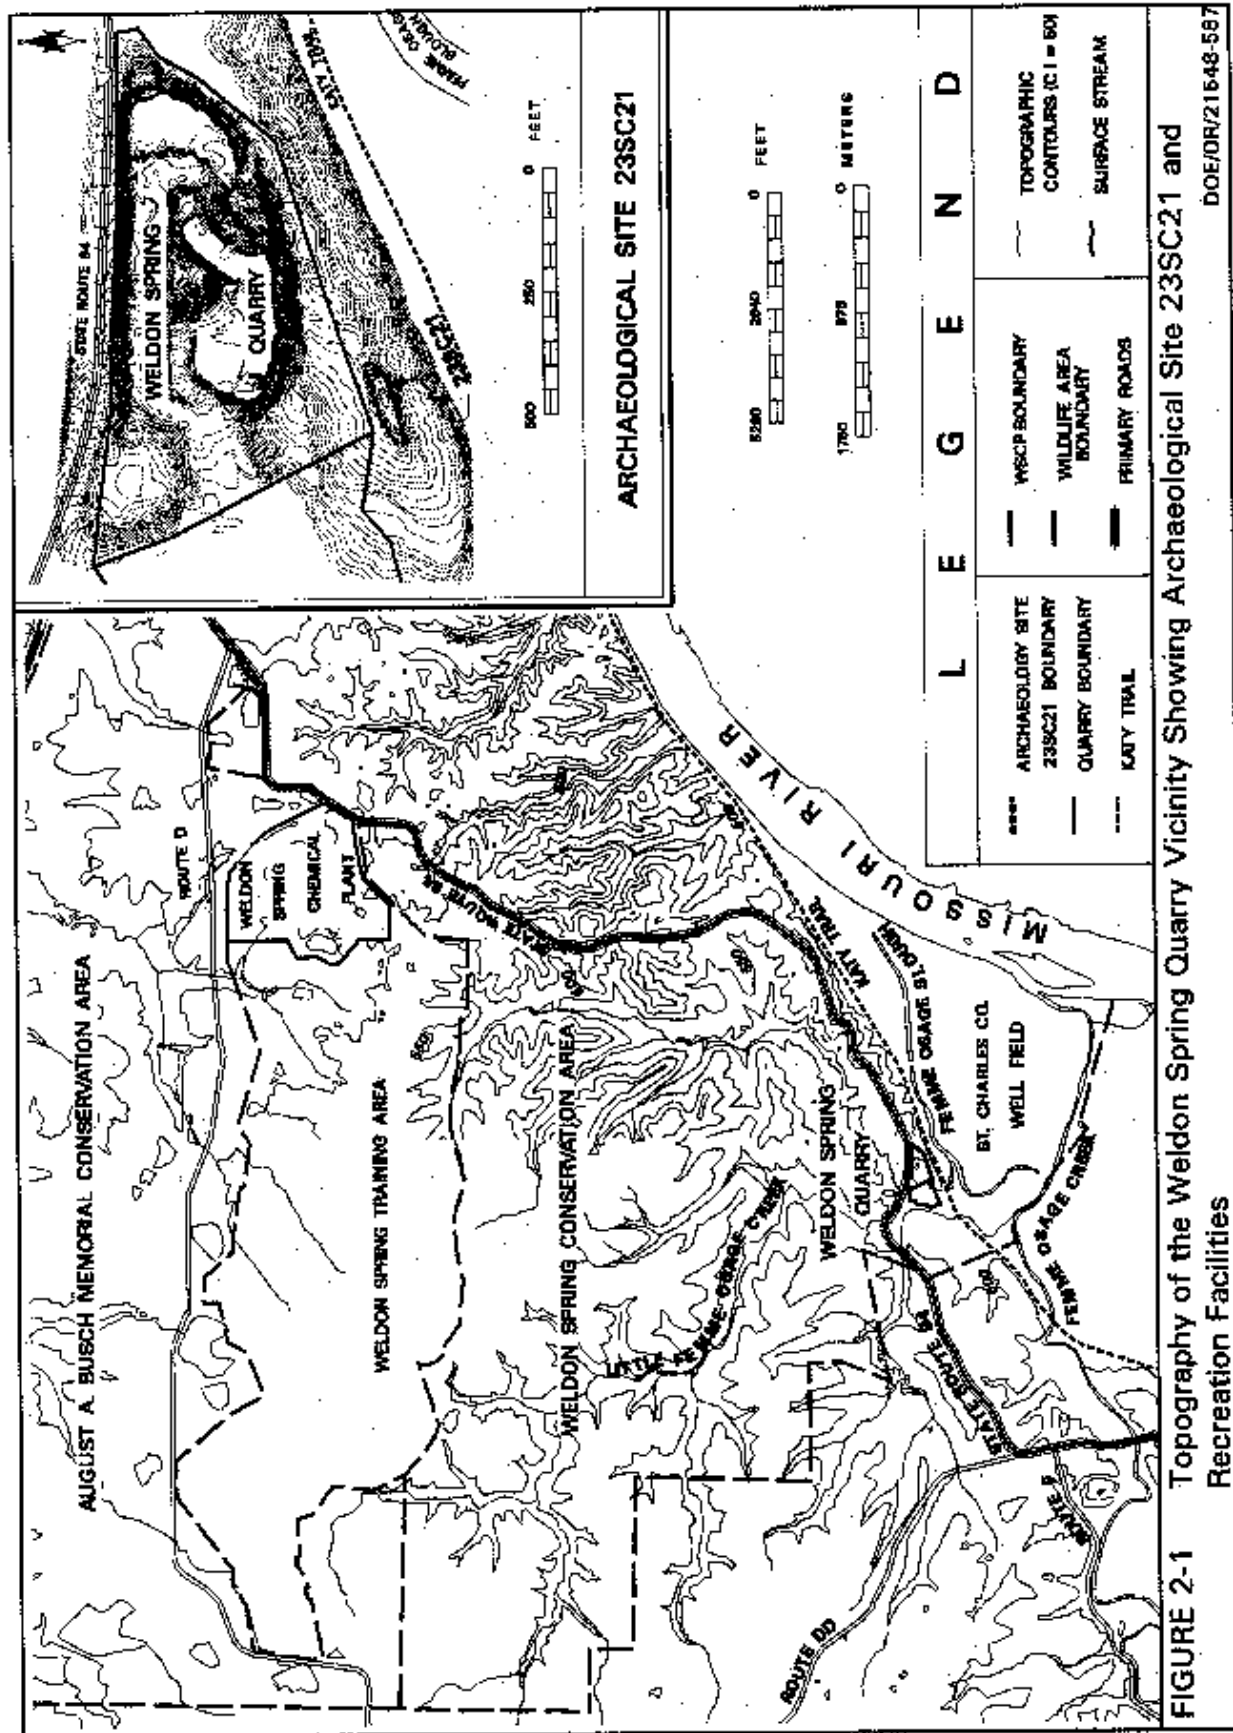 AUGUST A. BUSCH MEMORIAL CONSERVATION AREA
ROUTE D
WELDON
SPRING
CHEMICAL
PLANT
WELDON SPRING TRAINING AREA
STATE ROUTE 94
WELDON SPRING CONSERVATION AREA
LITTLE FEMME OSAGE CREEK
WELDON SPRING
QUARRY
KATY TRAIL
FEMME OSAGE SLOUGH
MISSOURI RIVER
ST. CHARLES CO.
WELL FIELD
FEMME OSAGE CREEK
STATE ROUTE 94
ROUTE DD
ROUTE F
STATE ROUTE 94
WELDON SPRING
QUARRY
KATY TRAIL
FEMME OSAGE
SLOUGH
23SC21
500 250 0
FEET
ARCHAEOLOGICAL SITE 23SC21
5280 2640 0
FEET
1750 875 0
METERS
LEGEND
ARCHAEOLOGY SITE
23SC21 BOUNDARY
QUARRY BOUNDARY
KATY TRAIL
WSCP BOUNDARY
WILDLIFE AREA
BOUNDARY
PRIMARY ROADS
TOPOGRAPHIC
CONTOURS (C I = 50)
SURFACE STREAM
FIGURE 2-1 Topography of the Weldon Spring Quarry Vicinity Showing Archaeological Site 23SC21 and
Recreation Facilities
DOE/OR/21548-587